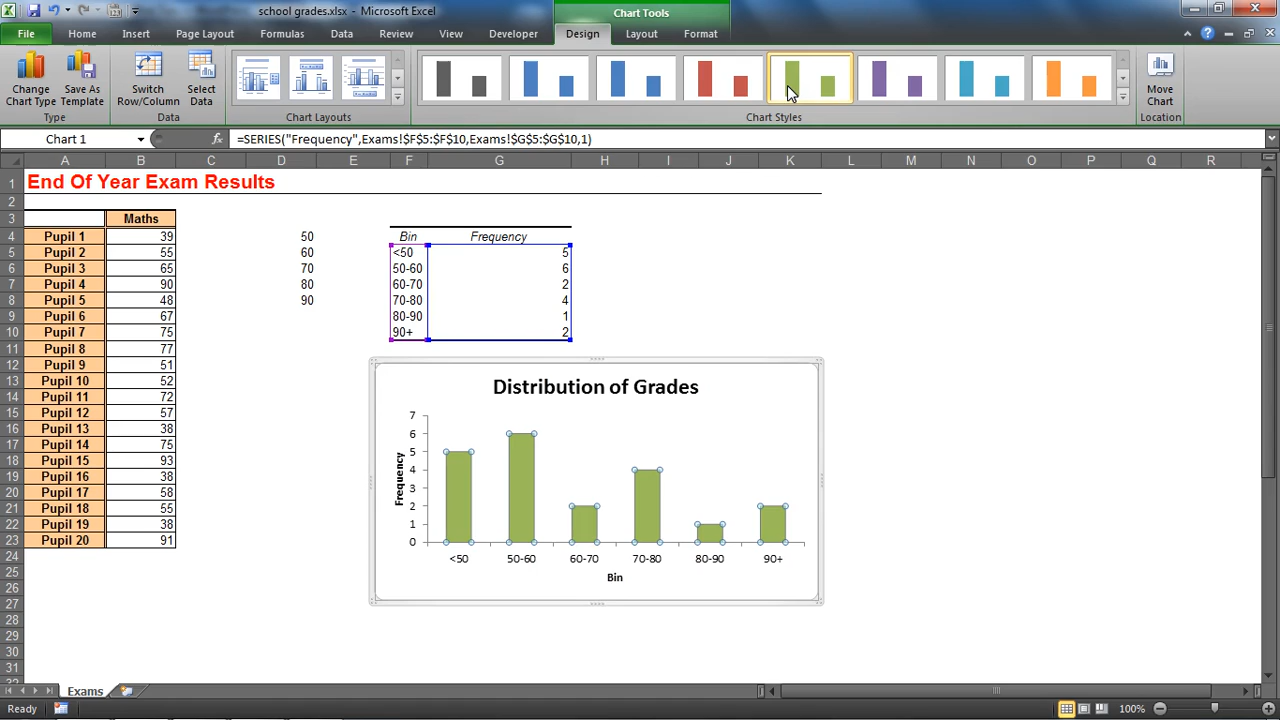 school grades.xlsx - Microsoft Excel
Chart Tools
File Home Insert Page Layout Formulas Data Review View Developer Design Layout Format
Change Chart Type
Save As Template
Switch Row/Column
Select Data
Move Chart
Type Data Chart Layouts Chart Styles Location
Chart 1 fx =SERIES("Frequency",Exams!$F$5:$F$10,Exams!$G$5:$G$10,1)
A B C D E F G H I J K L M N O P Q R
1 End Of Year Exam Results
2
3 Maths
4 Pupil 1 39 50 Bin Frequency
5 Pupil 2 55 60 <50 5
6 Pupil 3 65 70 50-60 6
7 Pupil 4 90 80 60-70 2
8 Pupil 5 48 90 70-80 4
9 Pupil 6 67 80-90 1
10 Pupil 7 75 90+ 2
11 Pupil 8 77
12 Pupil 9 51
13 Pupil 10 52
14 Pupil 11 72
15 Pupil 12 57
16 Pupil 13 38
17 Pupil 14 75
18 Pupil 15 93
19 Pupil 16 38
20 Pupil 17 58
21 Pupil 18 55
22 Pupil 19 38
23 Pupil 20 91
24
25
26
27
28
29
30
31
Distribution of Grades
7
6
5
4
3
2
1
0
Frequency
<50 50-60 60-70 70-80 80-90 90+
Bin
Exams
Ready 100%